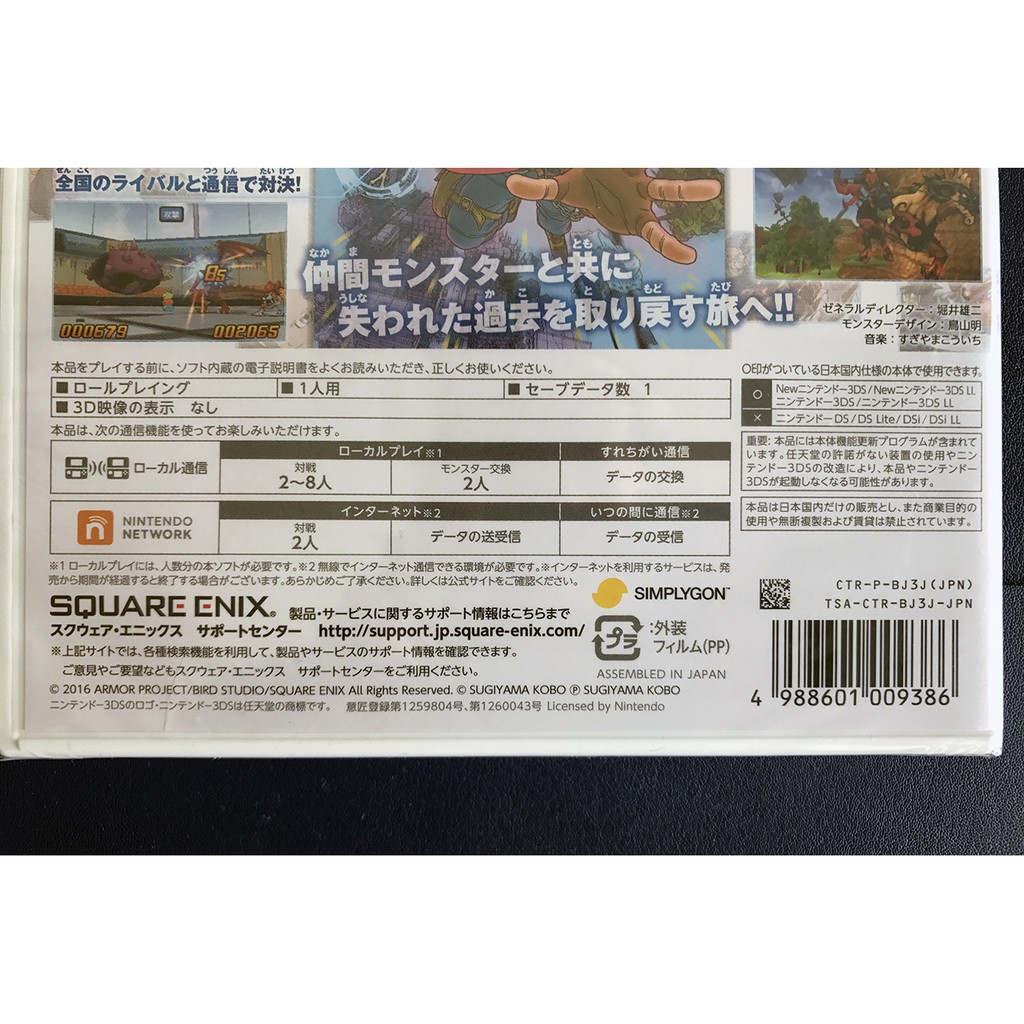 全国のライバルと通信で対決!
せんこく つうしん たいけつ
攻撃
8s
000679
002065
仲間モンスターと共に
なかま とも
失われた過去を取り戻す旅へ!!
うしな かこ と もど たび
ゼネラルディレクター:堀井雄二
モンスターデザイン:鳥山明
音楽:すぎやまこういち
本品をプレイする前に、ソフト内蔵の電子説明書をよくお読みいただき、正しくお使いください。
■ロールプレイング ■1人用 ■セーブデータ数 1
■3D映像の表示 なし
本品は、次の通信機能を使ってお楽しみいただけます。
ローカル通信
ローカルプレイ※1 すれちがい通信
対戦 モンスター交換 データの交換
2〜8人 2人
NINTENDO
NETWORK
インターネット※2 いつの間に通信※2
対戦 データの送受信 データの受信
2人
※1 ローカルプレイには、人数分の本ソフトが必要です。※2 無線でインターネット通信できる環境が必要です。※インターネットを利用するサービスは、発
売から期間が経過すると終了する場合がございます。あらかじめご了承ください。詳しくは公式サイトをご確認ください。
○印がついている日本国内仕様の本体で使用できます。
○ Newニンテンドー3DS/Newニンテンドー3DS LL
ニンテンドー3DS/ニンテンドー3DS LL
× ニンテンドーDS/DS Lite/DSi/DSi LL
重要: 本品には本体機能更新プログラムが含まれて
います。任天堂の許諾がない装置の使用やニン
テンドー3DSの改造により、本品やニンテンドー
3DSが起動しなくなる可能性があります。
本品は日本国内だけの販売とし、また商業目的の
使用や無断複製および賃貸は禁止されています。
SQUARE ENIX® 製品・サービスに関するサポート情報はこちらまで
スクウェア・エニックス サポートセンター http://support.jp.square-enix.com/
※上記サイトでは、各種検索機能を利用して、製品やサービスのサポート情報を確認できます。
ご意見やご要望などもスクウェア・エニックス サポートセンターをご利用ください。
© 2016 ARMOR PROJECT/BIRD STUDIO/SQUARE ENIX All Rights Reserved. © SUGIYAMA KOBO ℗ SUGIYAMA KOBO
ニンテンドー3DSのロゴ・ニンテンドー3DSは任天堂の商標です。 意匠登録第1259804号、第1260043号 Licensed by Nintendo
SIMPLYGON™
プラ :外装
フィルム(PP)
ASSEMBLED IN JAPAN
CTR-P-BJ3J(JPN)
TSA-CTR-BJ3J-JPN
4 988601 009386